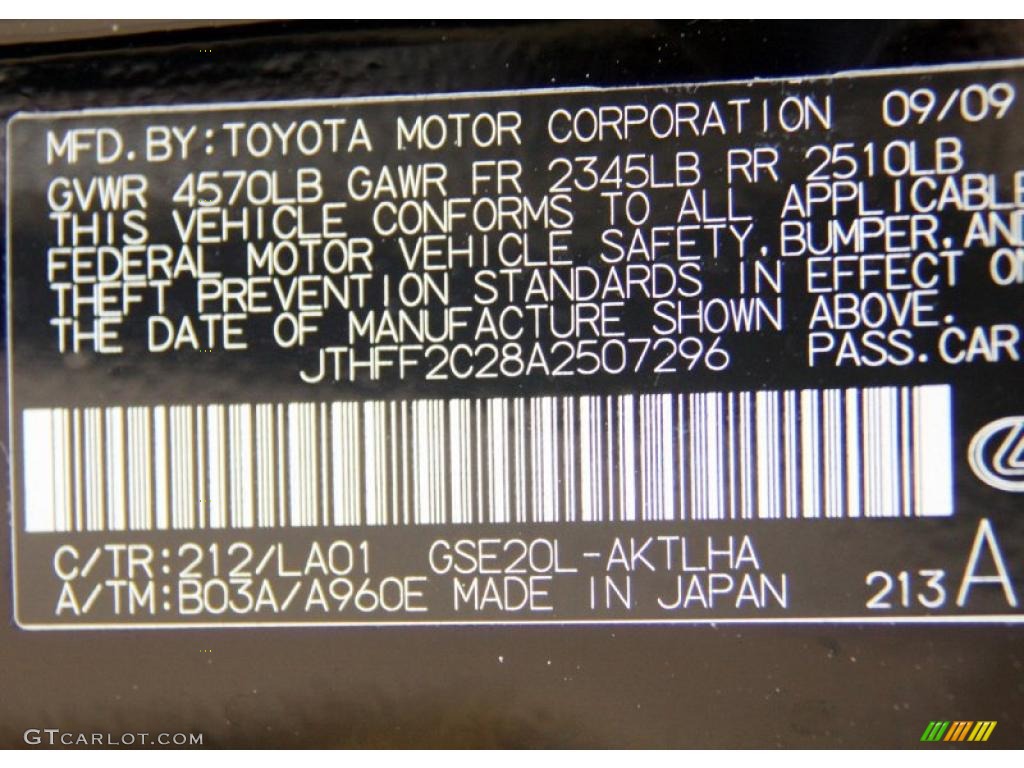 MFD.BY:TOYOTA MOTOR CORPORATION 09/09
GVWR 4570LB GAWR FR 2345LB RR 2510LB
THIS VEHICLE CONFORMS TO ALL APPLICABLE
FEDERAL MOTOR VEHICLE SAFETY,BUMPER,AND
THEFT PREVENTION STANDARDS IN EFFECT ON
THE DATE OF MANUFACTURE SHOWN ABOVE.
JTHFF2C28A2507296 PASS.CAR
C/TR:212/LA01 GSE20L-AKTLHA
A/TM:B03A/A960E MADE IN JAPAN 213 A
GTCARLOT.COM